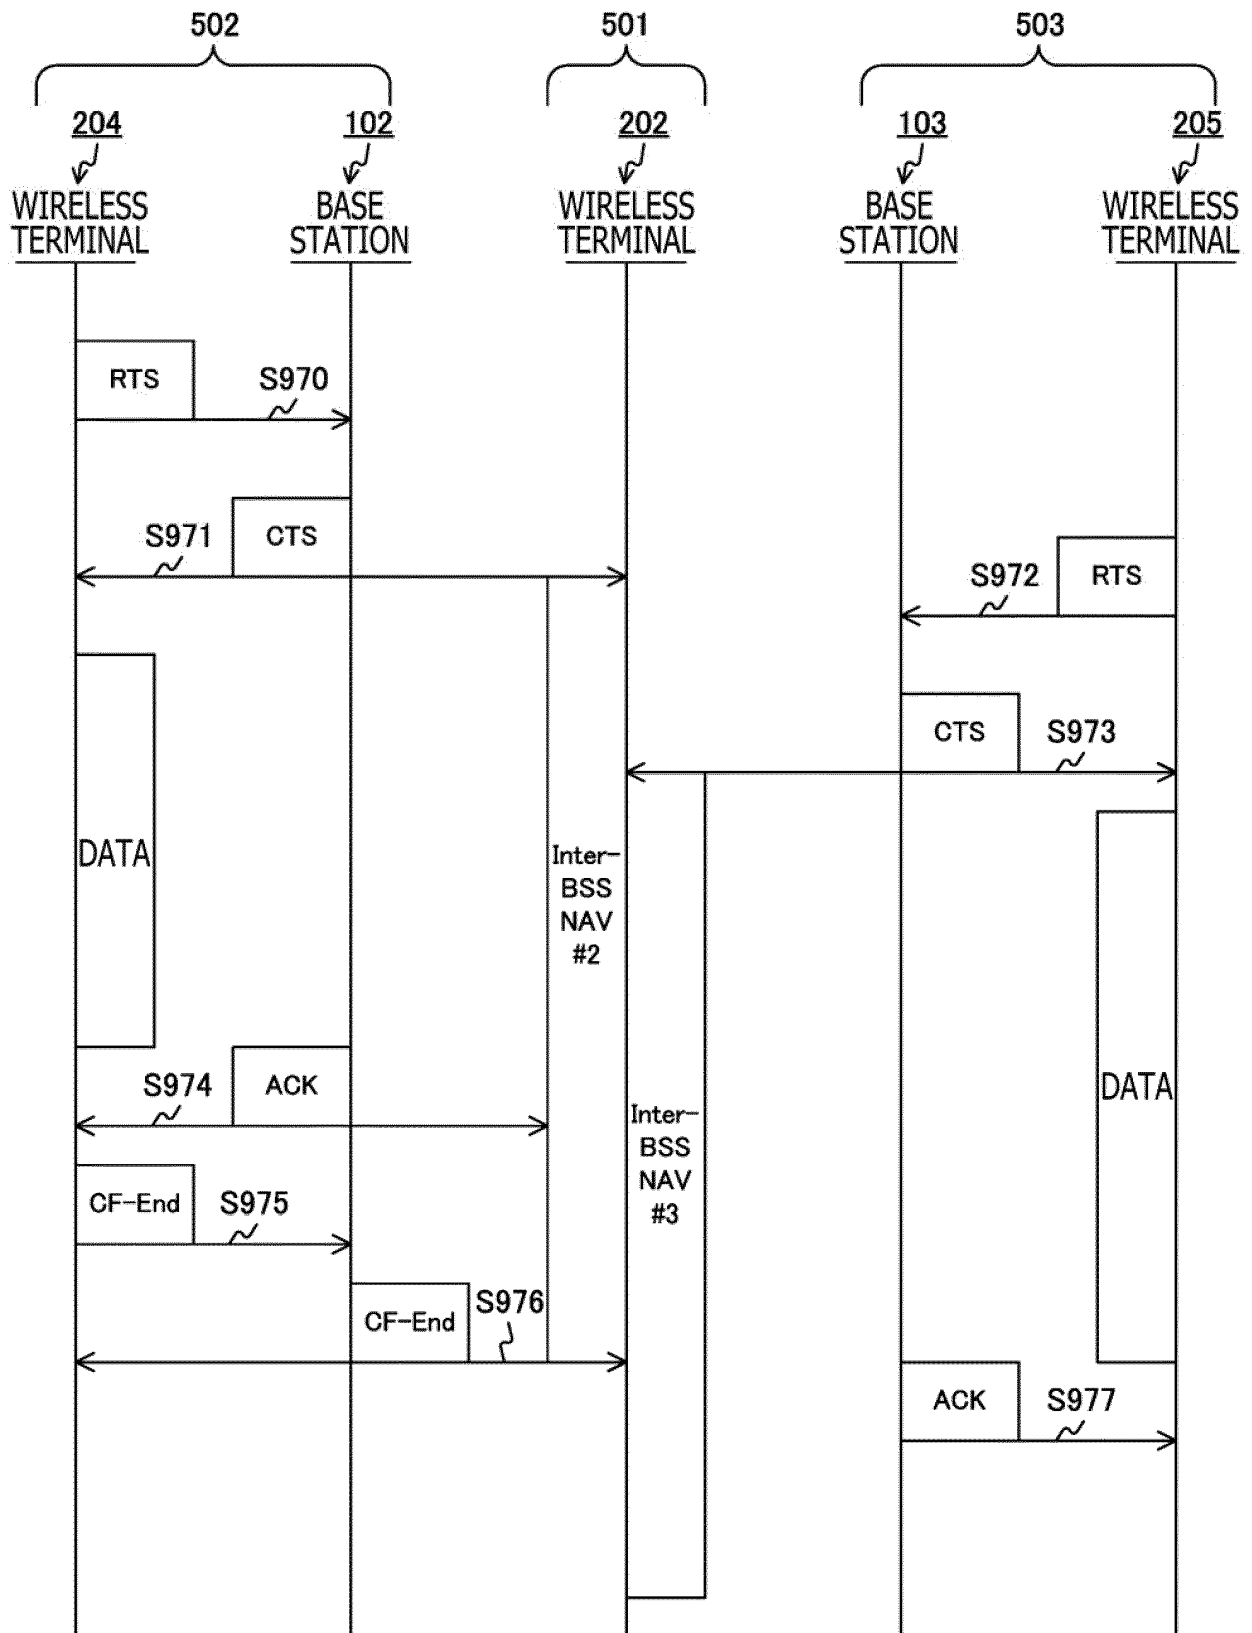 502
501
503
204
102
202
103
205
WIRELESS
TERMINAL
BASE
STATION
WIRELESS
TERMINAL
BASE
STATION
WIRELESS
TERMINAL
RTS
S970
S971
CTS
S972
RTS
CTS
S973
DATA
Inter-
BSS
NAV
#2
S974
ACK
DATA
Inter-
BSS
NAV
#3
CF-End
S975
CF-End
S976
ACK
S977